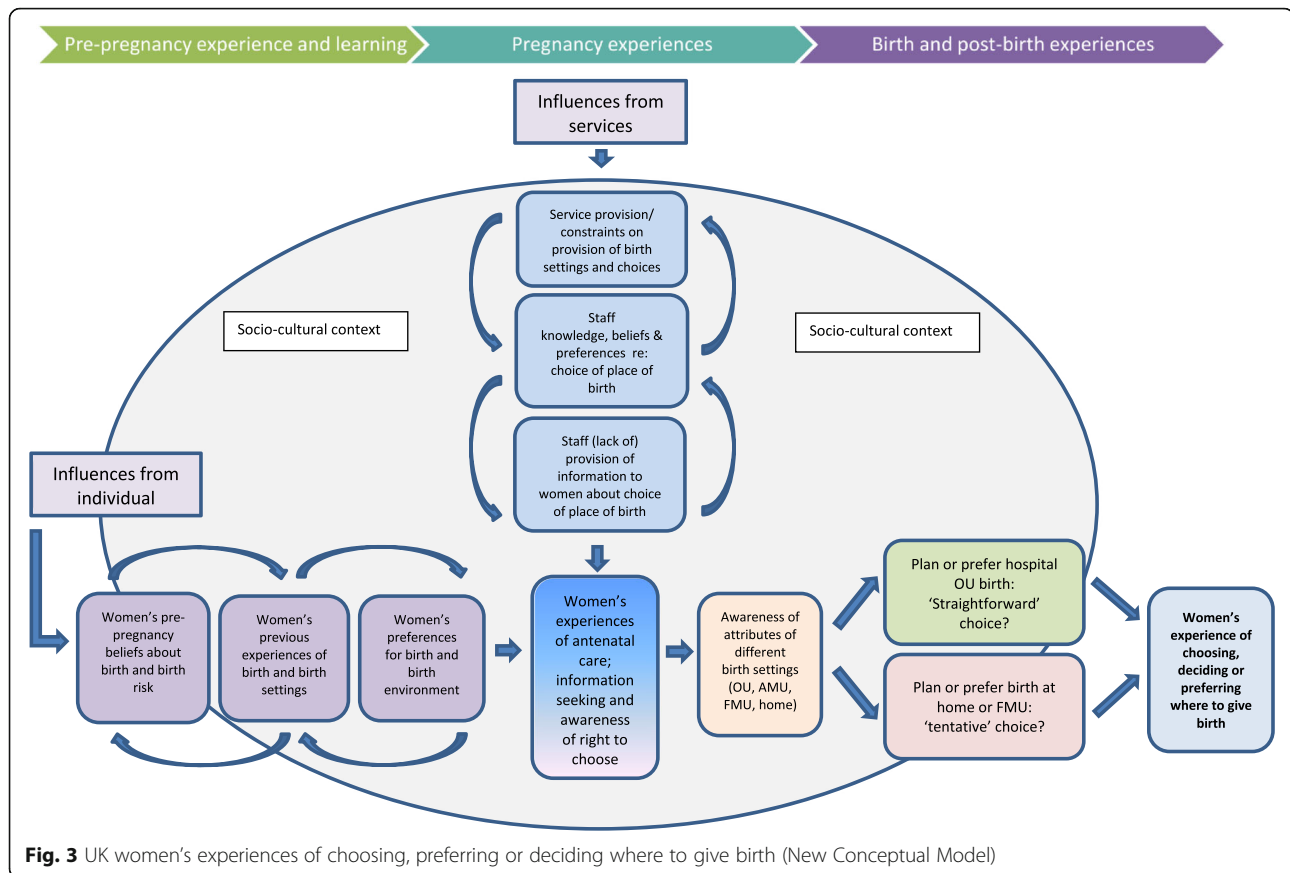 Pre-pregnancy experience and learning
Pregnancy experiences
Birth and post-birth experiences
Influences from
services
Service provision/
constraints on
provision of birth
settings and choices
Socio-cultural context
Staff
knowledge, beliefs &
preferences re:
choice of place of
birth
Socio-cultural context
Staff (lack of)
provision of
information to
women about choice
of place of birth
Influences from
individual
Women's pre-
pregnancy
beliefs about
birth and birth
risk
Women's
previous
experiences of
birth and birth
settings
Women's
preferences
for birth and
birth
environment
Women's
experiences
of antenatal
care;
information
seeking and
awareness
of right to
choose
Awareness of
attributes of
different
birth settings
(OU, AMU,
FMU, home)
Plan or prefer hospital
OU birth:
'Straightforward'
choice?
Plan or prefer birth at
home or FMU:
'tentative' choice?
Women's
experience of
choosing,
deciding or
preferring
where to give
birth
Fig. 3 UK women's experiences of choosing, preferring or deciding where to give birth (New Conceptual Model)